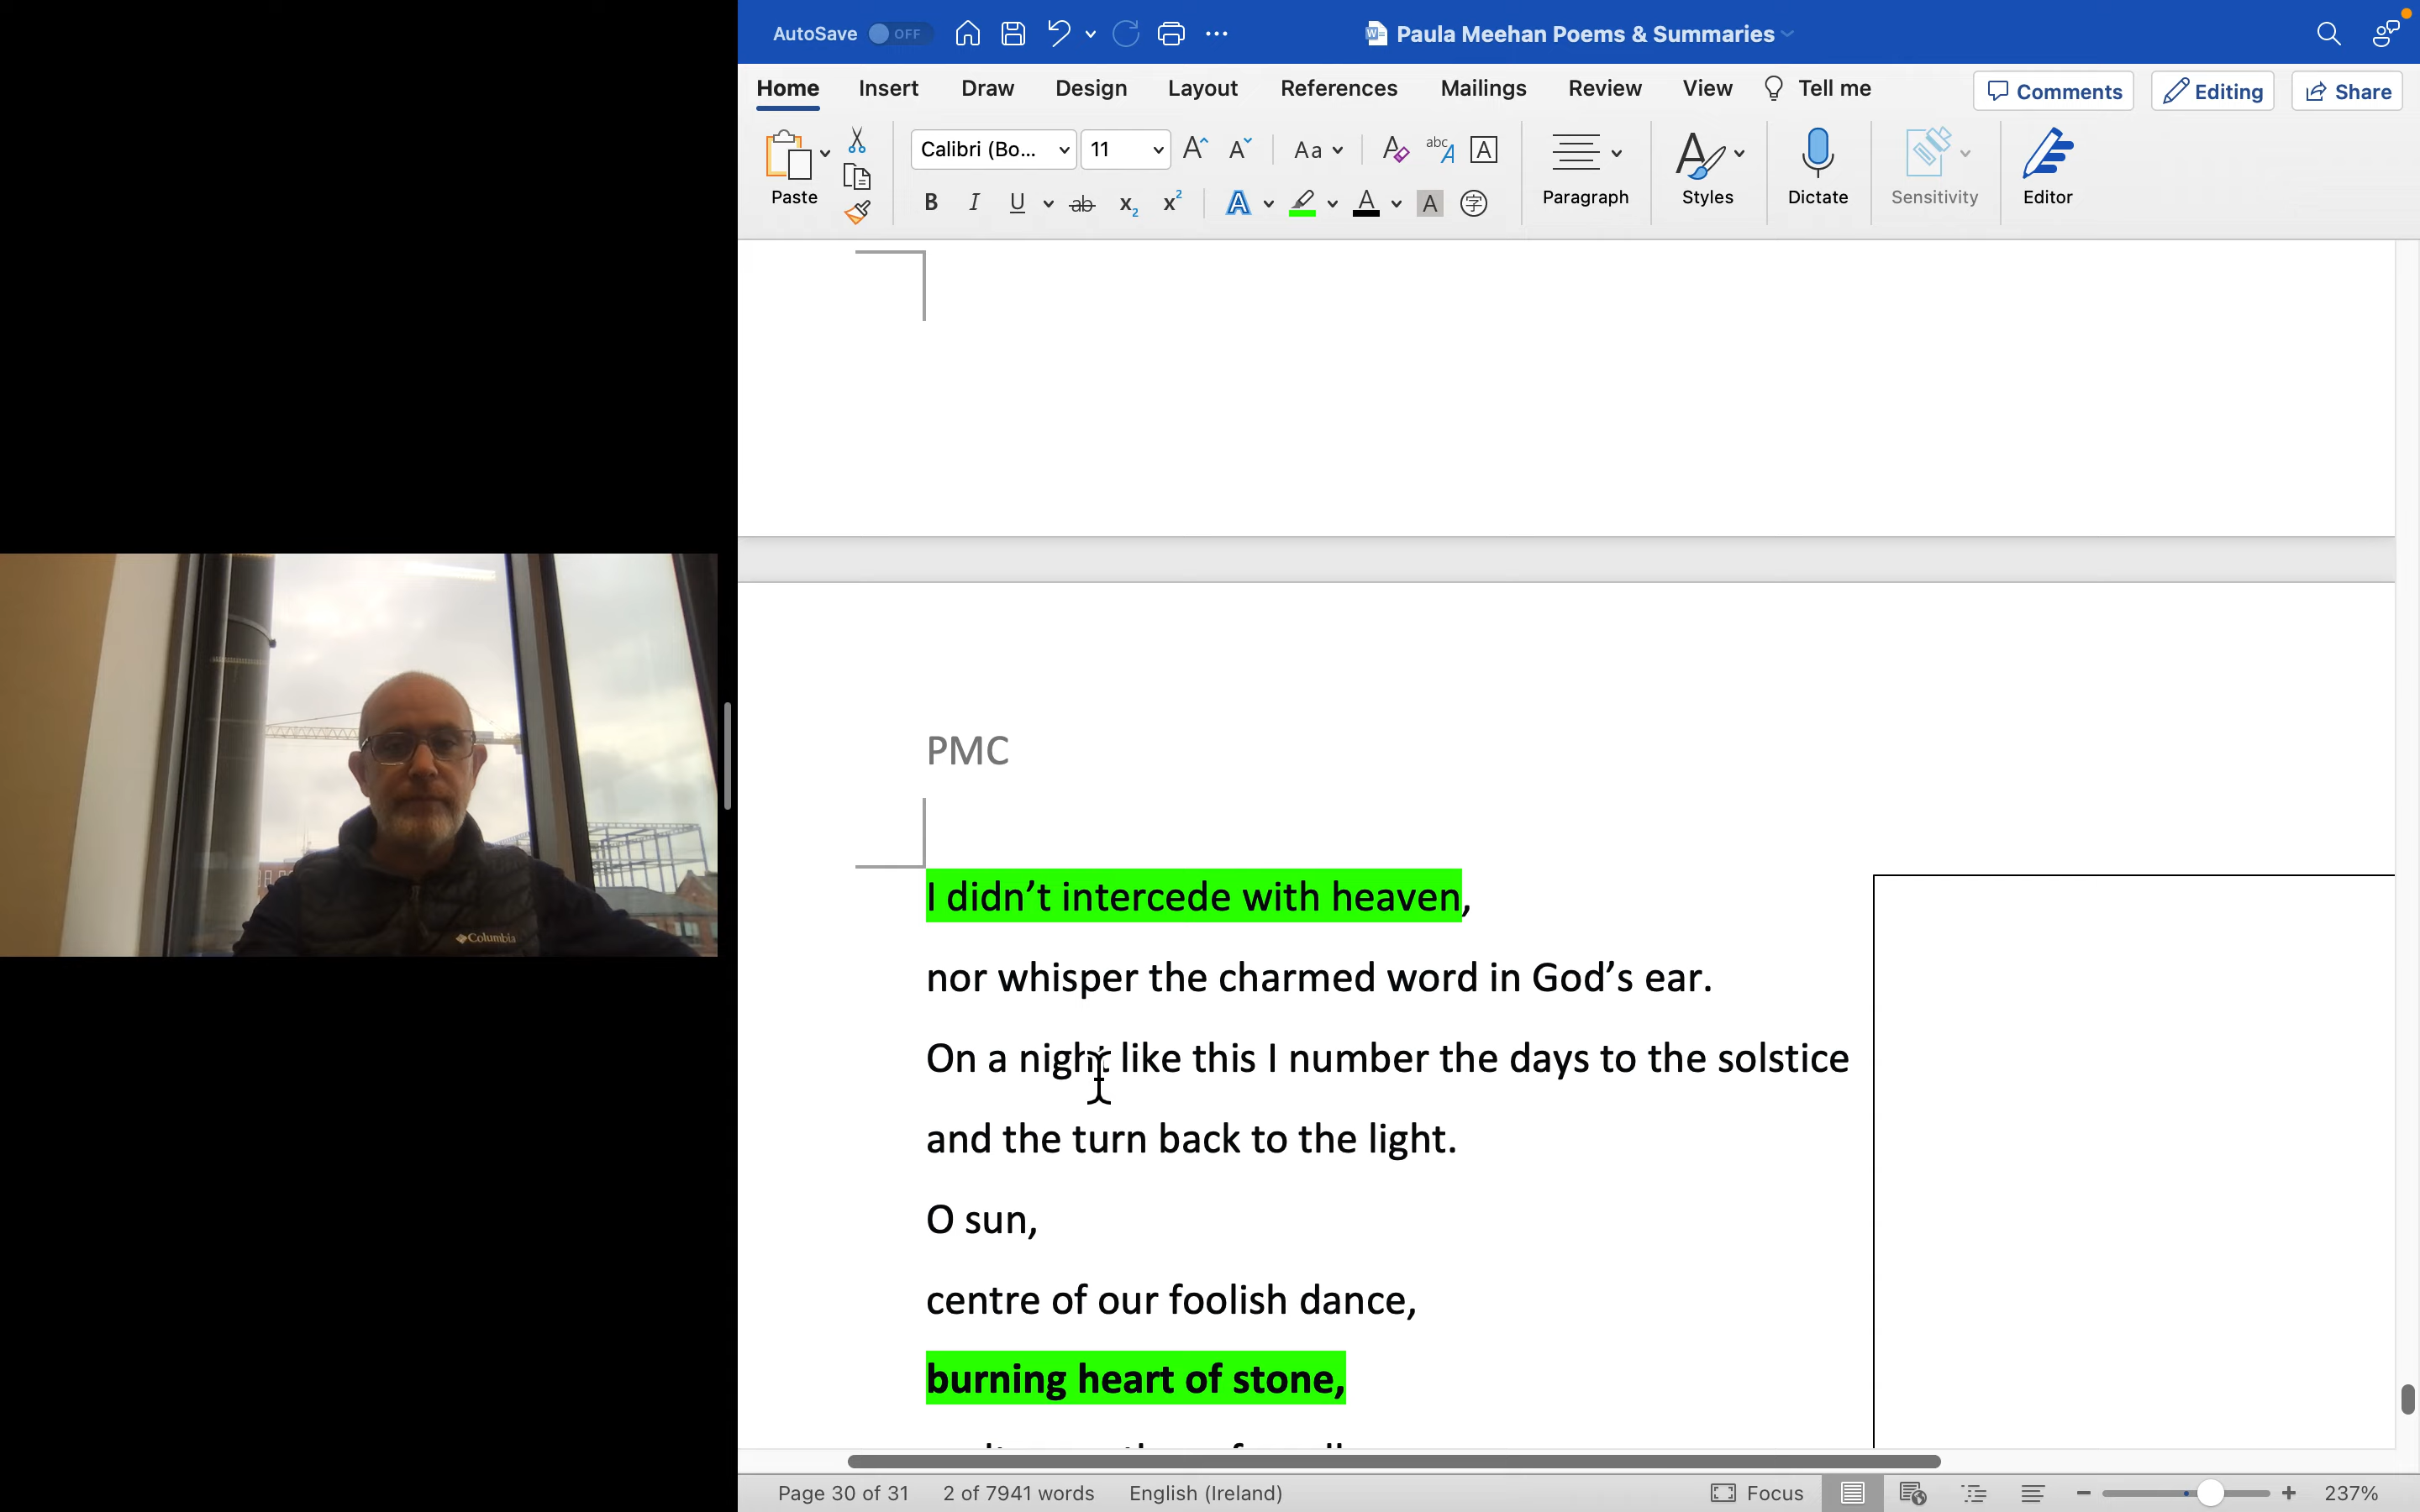 AutoSave OFF
Paula Meehan Poems & Summaries
Home Insert Draw Design Layout References Mailings Review View Tell me Comments Editing Share
Paste
Calibri (Bo... 11
Paragraph
Styles
Dictate
Sensitivity
Editor
PMC
I didn’t intercede with heaven,
nor whisper the charmed word in God’s ear.
On a night like this I number the days to the solstice
and the turn back to the light.
O sun,
centre of our foolish dance,
burning heart of stone,
Columbia
Page 30 of 31 2 of 7941 words English (Ireland) Focus 237%